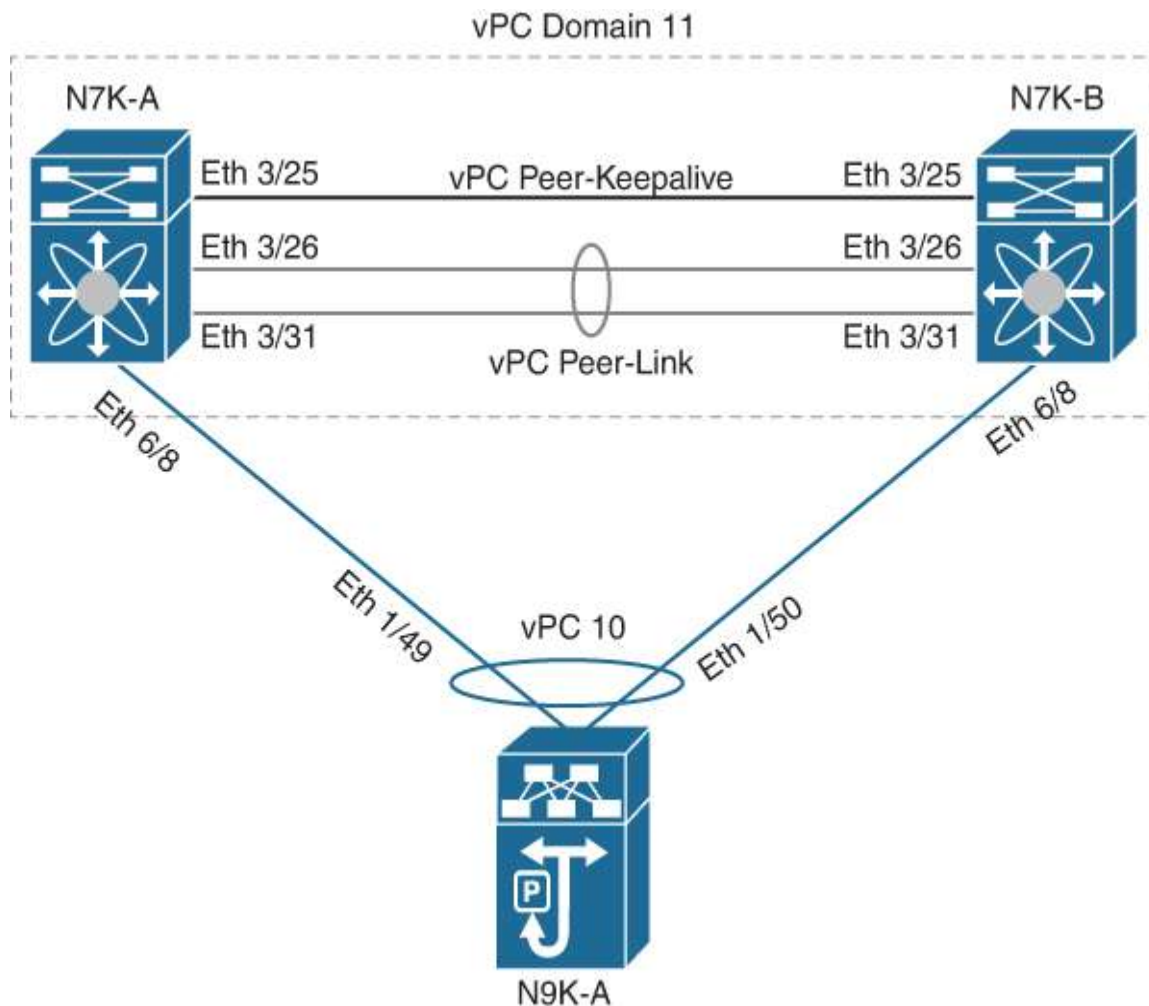 vPC Domain 11
N7K-A
N7K-B
Eth 3/25
vPC Peer-Keepalive
Eth 3/25
Eth 3/26
Eth 3/26
Eth 3/31
vPC Peer-Link
Eth 3/31
Eth 6/8
Eth 6/8
Eth 1/49
vPC 10
Eth 1/50
P
N9K-A